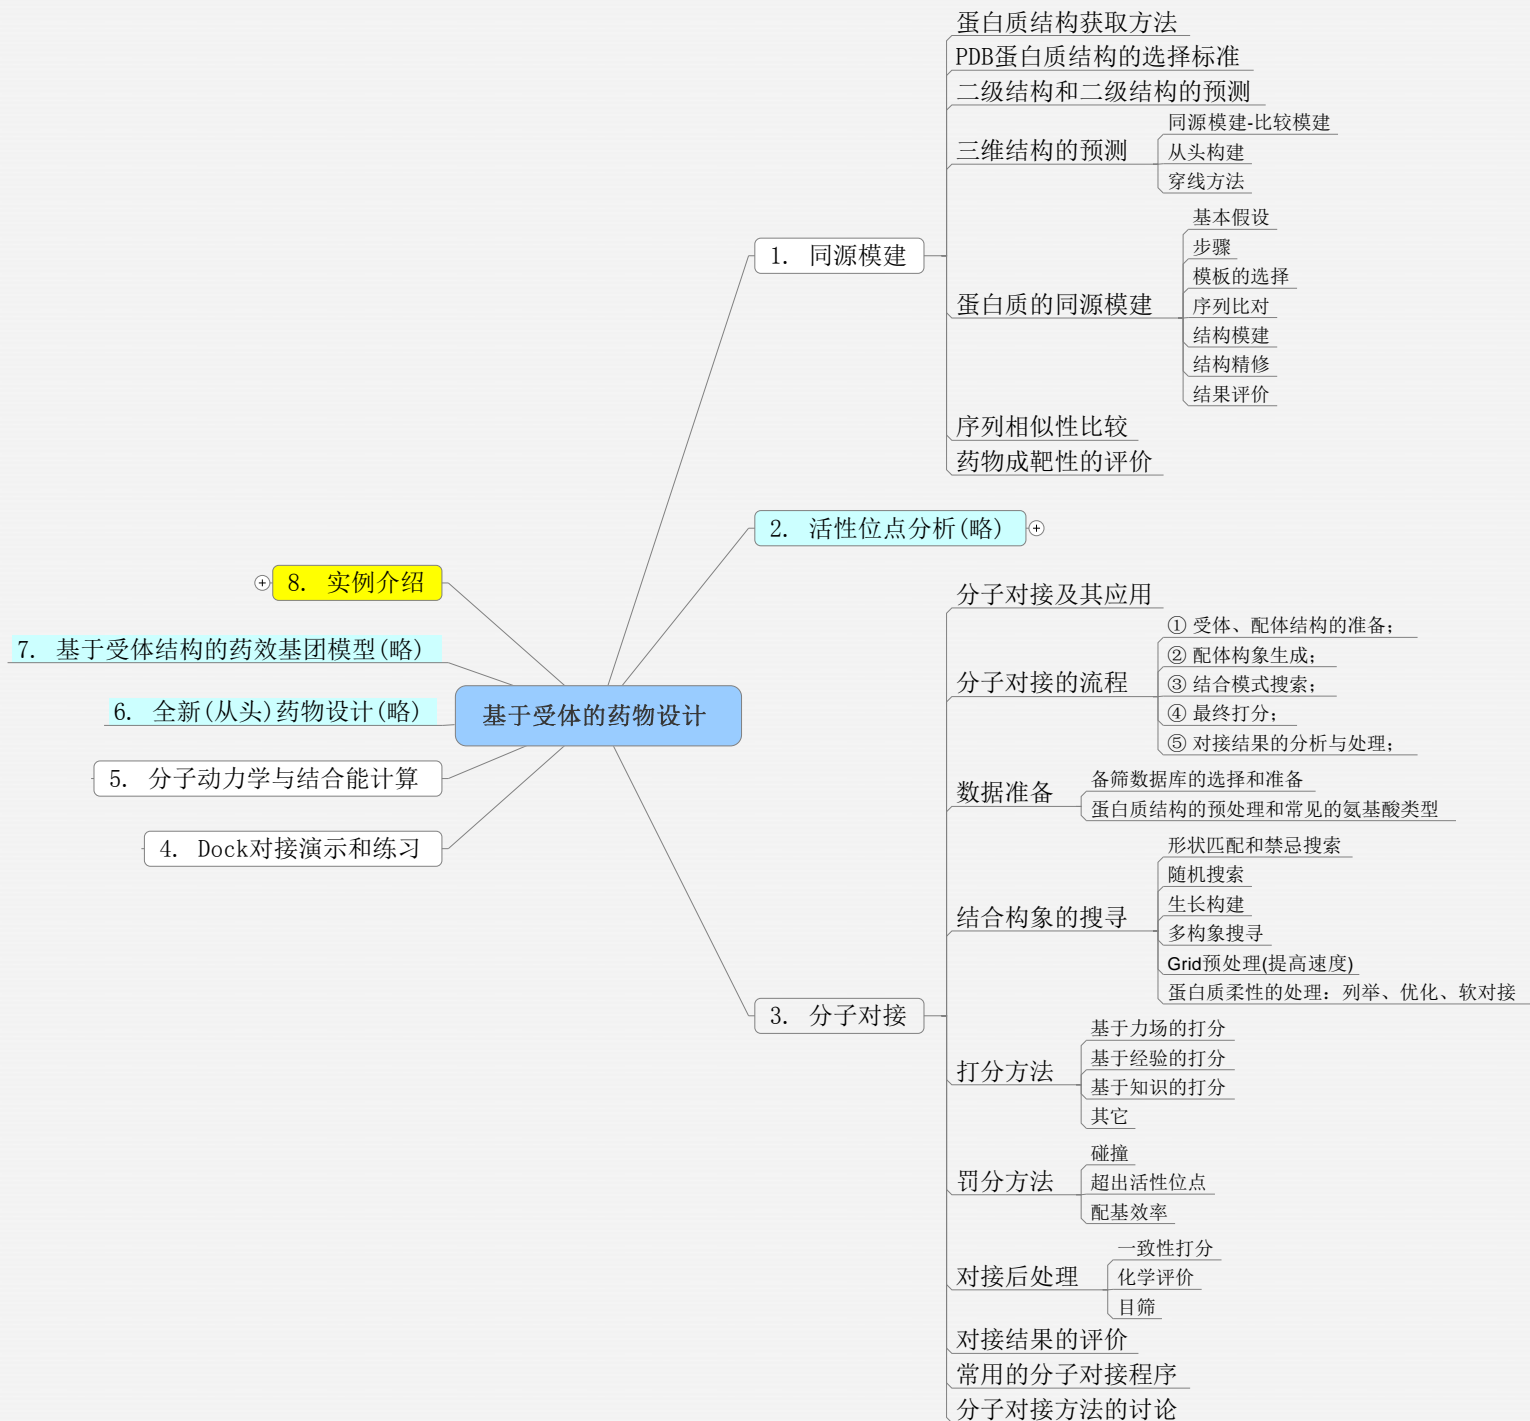 基于受体的药物设计
1. 同源模建
蛋白质结构获取方法
PDB蛋白质结构的选择标准
二级结构和二级结构的预测
三维结构的预测
同源模建-比较模建
从头构建
穿线方法
蛋白质的同源模建
基本假设
步骤
模板的选择
序列比对
结构模建
结构精修
结果评价
序列相似性比较
药物成靶性的评价
2. 活性位点分析(略)
3. 分子对接
分子对接及其应用
分子对接的流程
① 受体、配体结构的准备;
② 配体构象生成;
③ 结合模式搜索;
④ 最终打分;
⑤ 对接结果的分析与处理;
数据准备
备筛数据库的选择和准备
蛋白质结构的预处理和常见的氨基酸类型
结合构象的搜寻
形状匹配和禁忌搜索
随机搜索
生长构建
多构象搜寻
Grid预处理(提高速度)
蛋白质柔性的处理: 列举、优化、软对接
打分方法
基于力场的打分
基于经验的打分
基于知识的打分
其它
罚分方法
碰撞
超出活性位点
配基效率
对接后处理
一致性打分
化学评价
目筛
对接结果的评价
常用的分子对接程序
分子对接方法的讨论
4. Dock对接演示和练习
5. 分子动力学与结合能计算
6. 全新(从头)药物设计(略)
7. 基于受体结构的药效基团模型(略)
8. 实例介绍